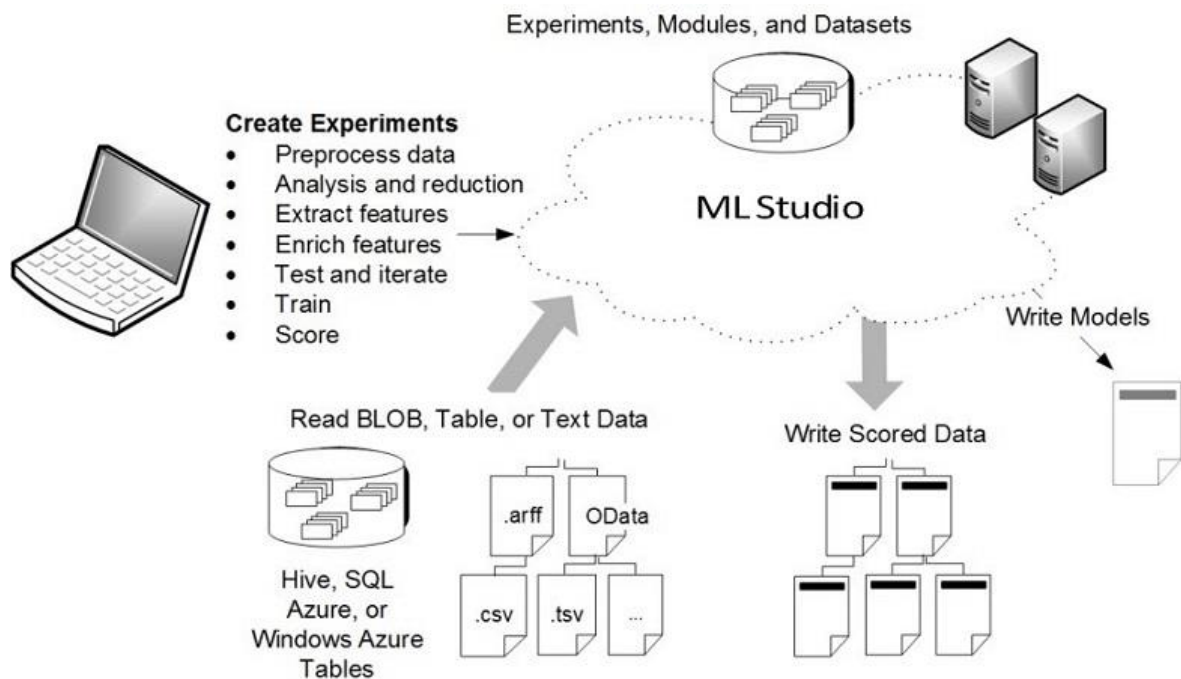 Experiments, Modules, and Datasets
Create Experiments
• Preprocess data
• Analysis and reduction
• Extract features
• Enrich features
• Test and iterate
• Train
• Score
ML Studio
Write Models
Read BLOB, Table, or Text Data
Write Scored Data
.arff
OData
.csv
.tsv
...
Hive, SQL
Azure, or
Windows Azure
Tables